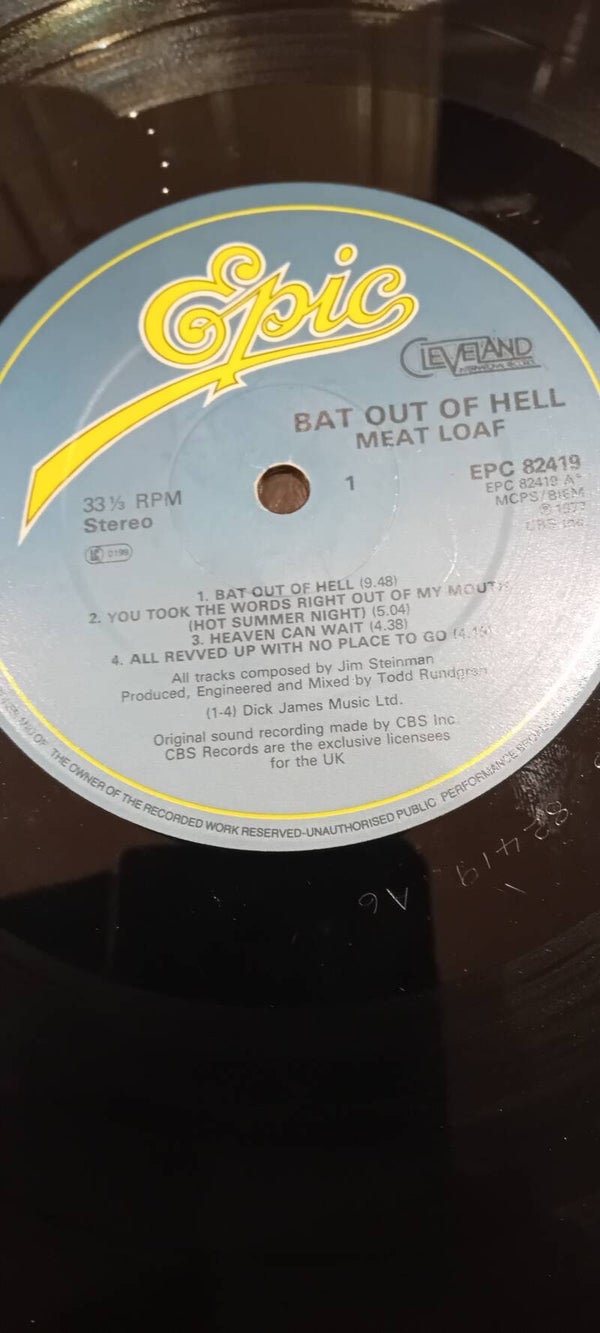 Epic
CLEVELAND
BAT OUT OF HELL
MEAT LOAF
33⅓ RPM
Stereo
1
EPC 82419
EPC 82419 A
MCPS/BIEM
℗ 1977
0199
1. BAT OUT OF HELL (9.48)
2. YOU TOOK THE WORDS RIGHT OUT OF MY MOUTH
(HOT SUMMER NIGHT) (5.04)
3. HEAVEN CAN WAIT (4.38)
4. ALL REVVED UP WITH NO PLACE TO GO
All tracks composed by Jim Steinman
Produced, Engineered and Mixed by Todd Rundgren
(1-4) Dick James Music Ltd.
Original sound recording made by CBS Inc.
CBS Records are the exclusive licensees
for the UK
OF THE OWNER OF THE RECORDED WORK RESERVED-UNAUTHORISED PUBLIC PERFORMANCE
82419
A6